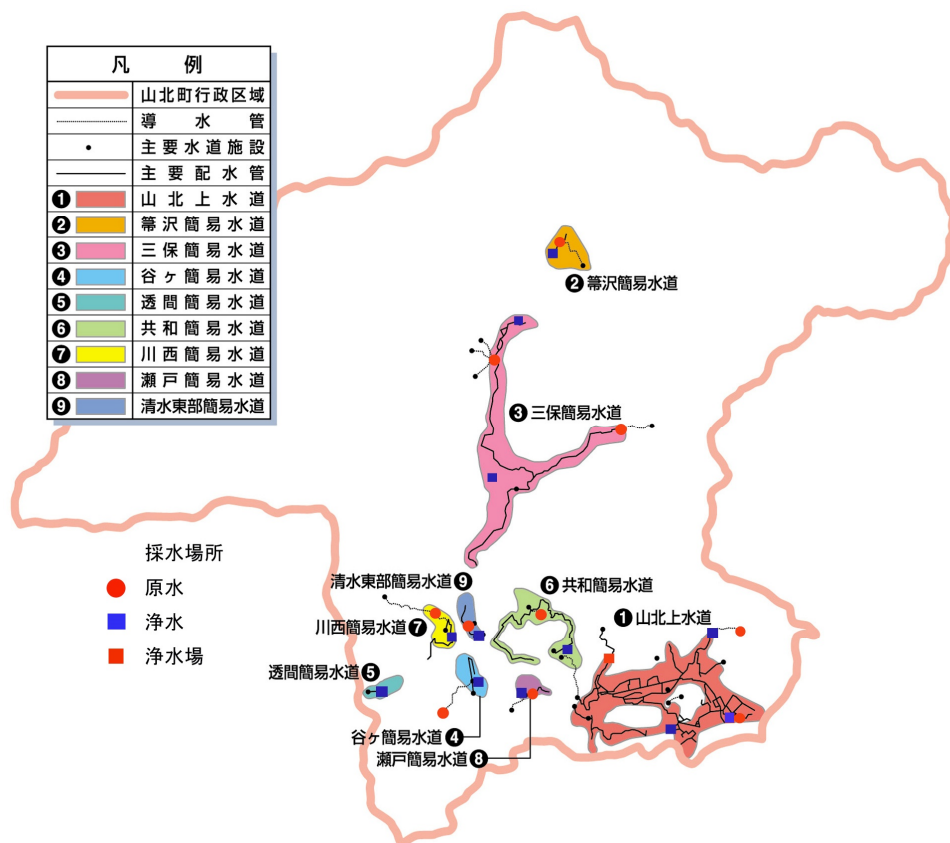 凡例
山北町行政区域
導水管
主要水道施設
主要配水管
❶ 山北上水道
❷ 箒沢簡易水道
❸ 三保簡易水道
❹ 谷ヶ簡易水道
❺ 透間簡易水道
❻ 共和簡易水道
❼ 川西簡易水道
❽ 瀬戸簡易水道
❾ 清水東部簡易水道
❷ 箒沢簡易水道
❸ 三保簡易水道
採水場所
原水
浄水
浄水場
清水東部簡易水道 ❾
❻ 共和簡易水道
❶ 山北上水道
川西簡易水道 ❼
透間簡易水道 ❺
谷ヶ簡易水道 ❹
瀬戸簡易水道 ❽